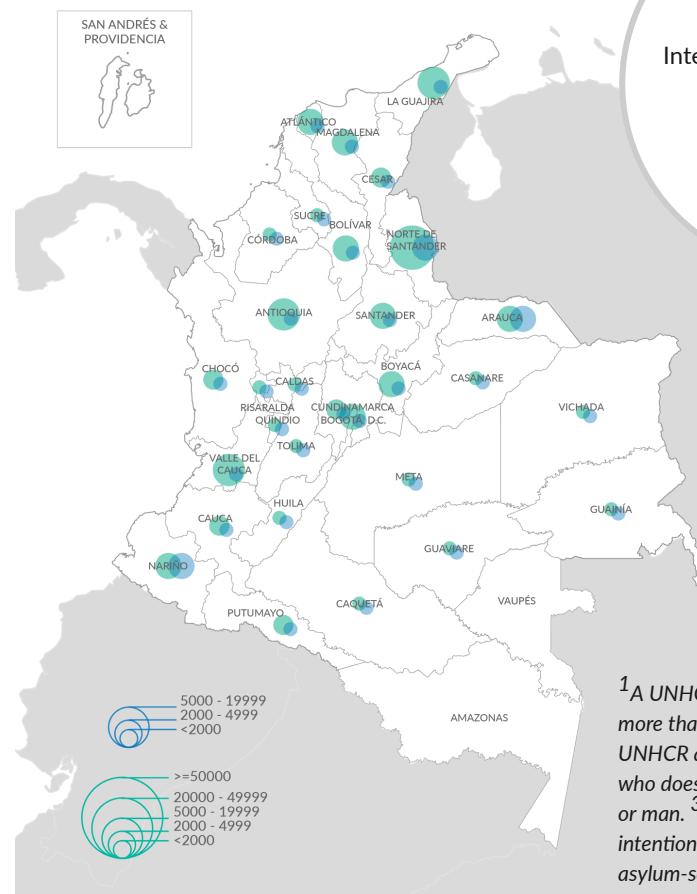 SAN ANDRÉS &
PROVIDENCIA
Inte
LA GUAJIRA
ATLÁNTICO
MAGDALENA
CESAR
SUCRE
BOLÍVAR
CÓRDOBA
NORTE DE
SANTANDER
ANTIOQUIA
SANTANDER
ARAUCA
CHOCÓ
BOYACÁ
CALDAS
CASANARE
RISARALDA
CUNDINAMARCA
VICHADA
QUINDIO
BOGOTÁ D.C.
TOLIMA
VALLE DEL
CAUCA
META
HUILA
GUAINÍA
CAUCA
GUAVIARE
NARIÑO
CAQUETÁ
VAUPÉS
PUTUMAYO
AMAZONAS
5000 - 19999
2000 - 4999
<2000
>=50000
20000 - 49999
5000 - 19999
2000 - 4999
<2000
1A UNHC
more tha
UNHCR a
who does
or man. 3
intention
asylum-s